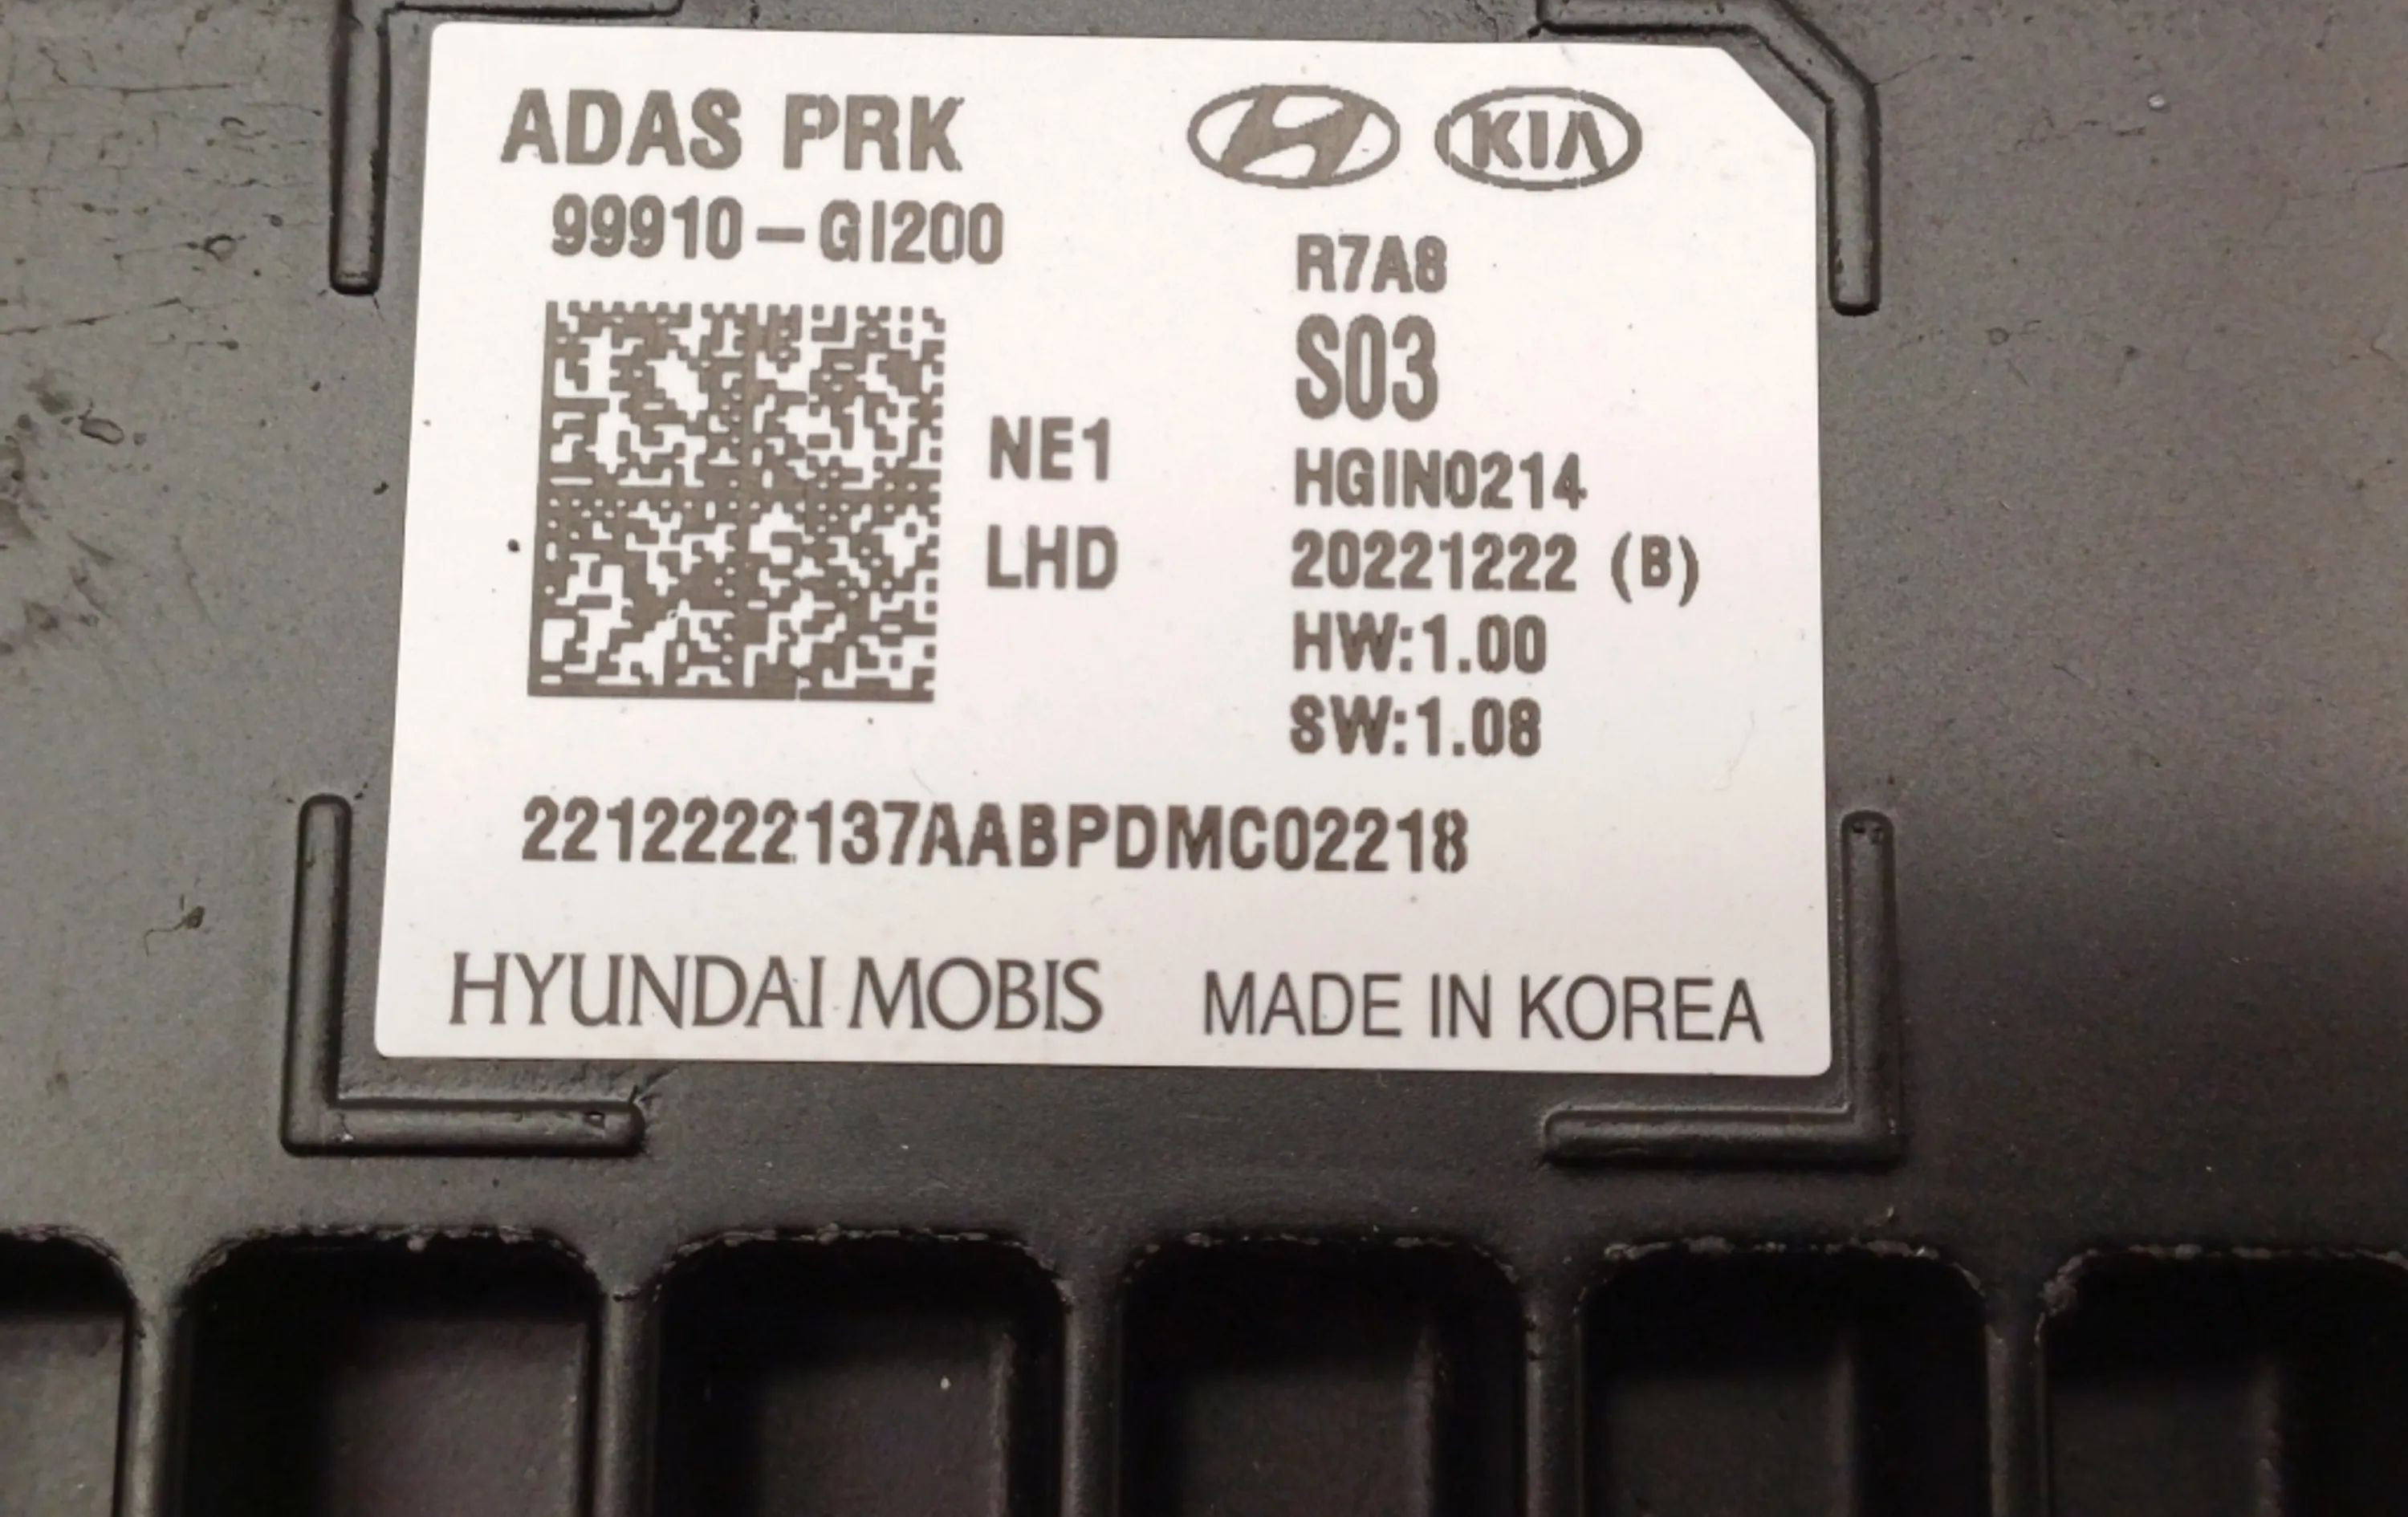 ADAS PRK
KIA
99910-GI200
R7A8
S03
NE1
HGIN0214
LHD
20221222 (B)
HW:1.00
SW:1.08
2212222137AABPDMC02218
HYUNDAI MOBIS
MADE IN KOREA